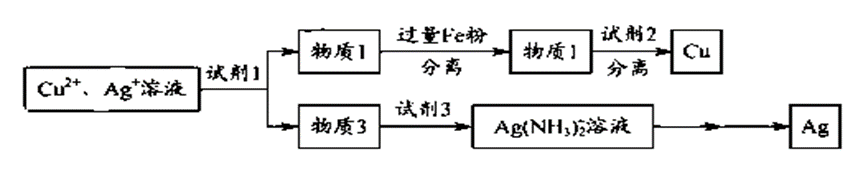 Cu²⁺、Ag⁺溶液
试剂1
物质1
过量Fe粉
分离
物质1
试剂2
分离
Cu
物质3
试剂3
Ag(NH₃)₂⁺溶液
Ag